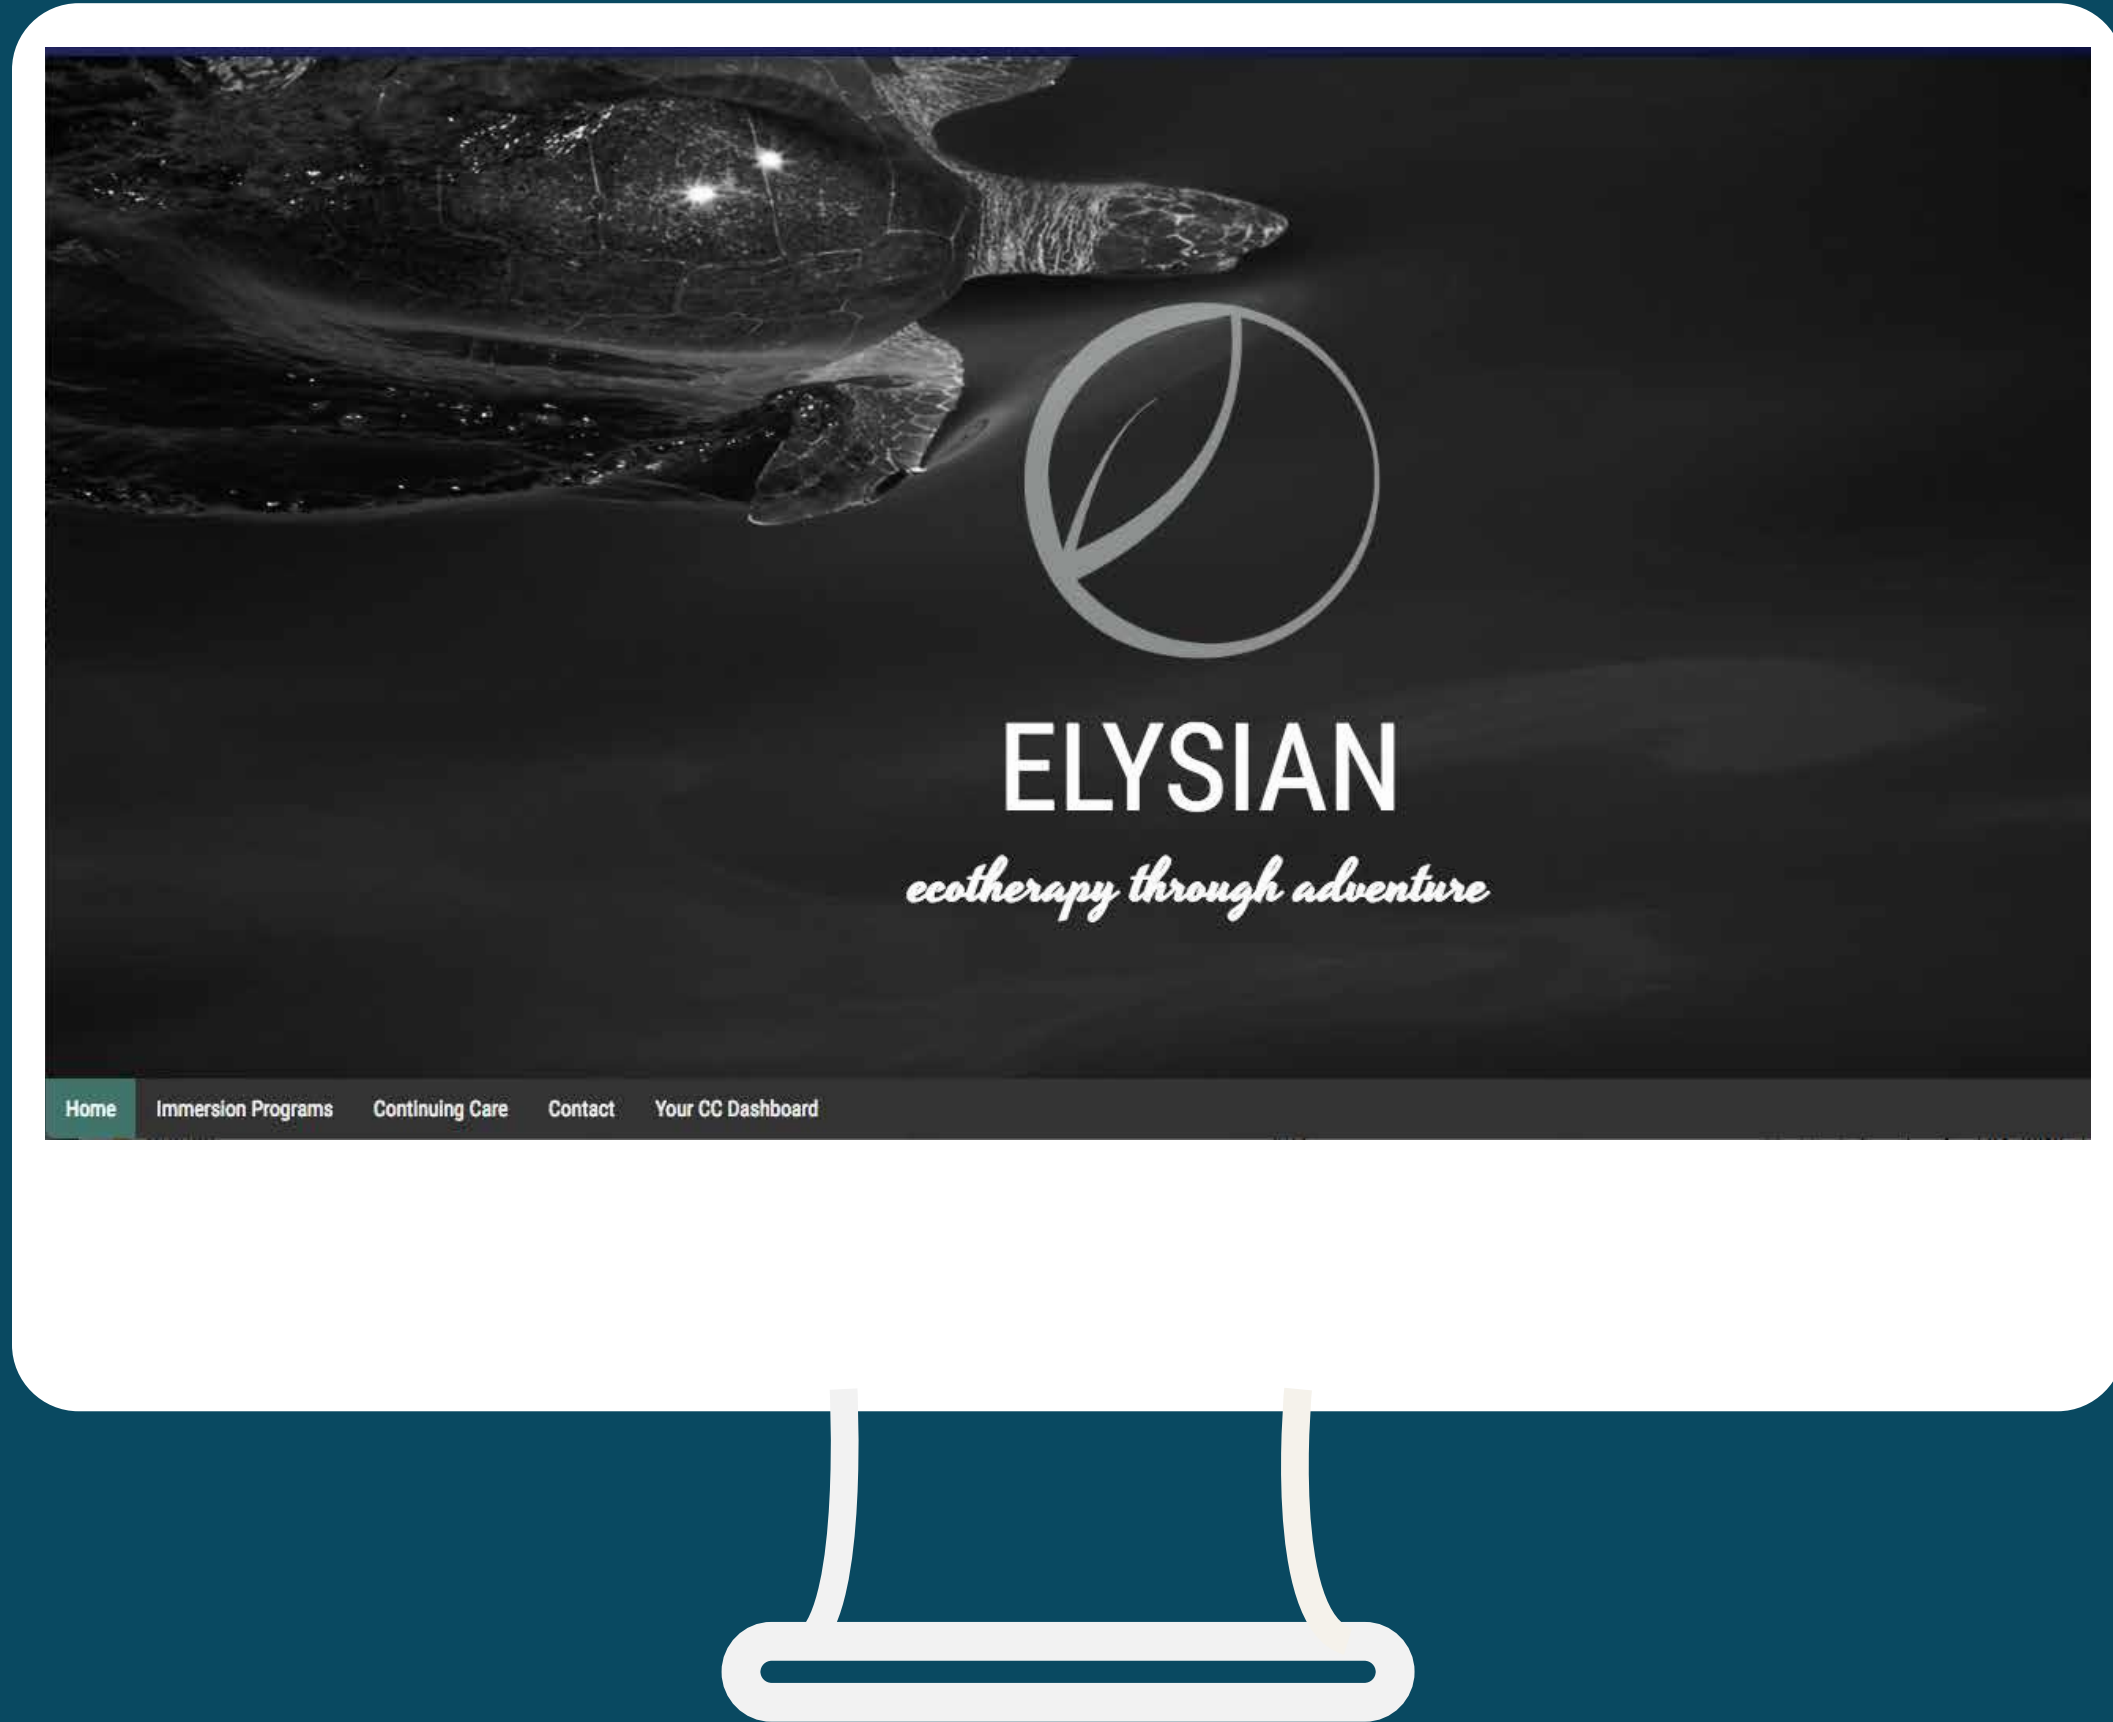 ELYSIAN
ecotherapy through adventure
Home Immersion Programs Continuing Care Contact Your CC Dashboard